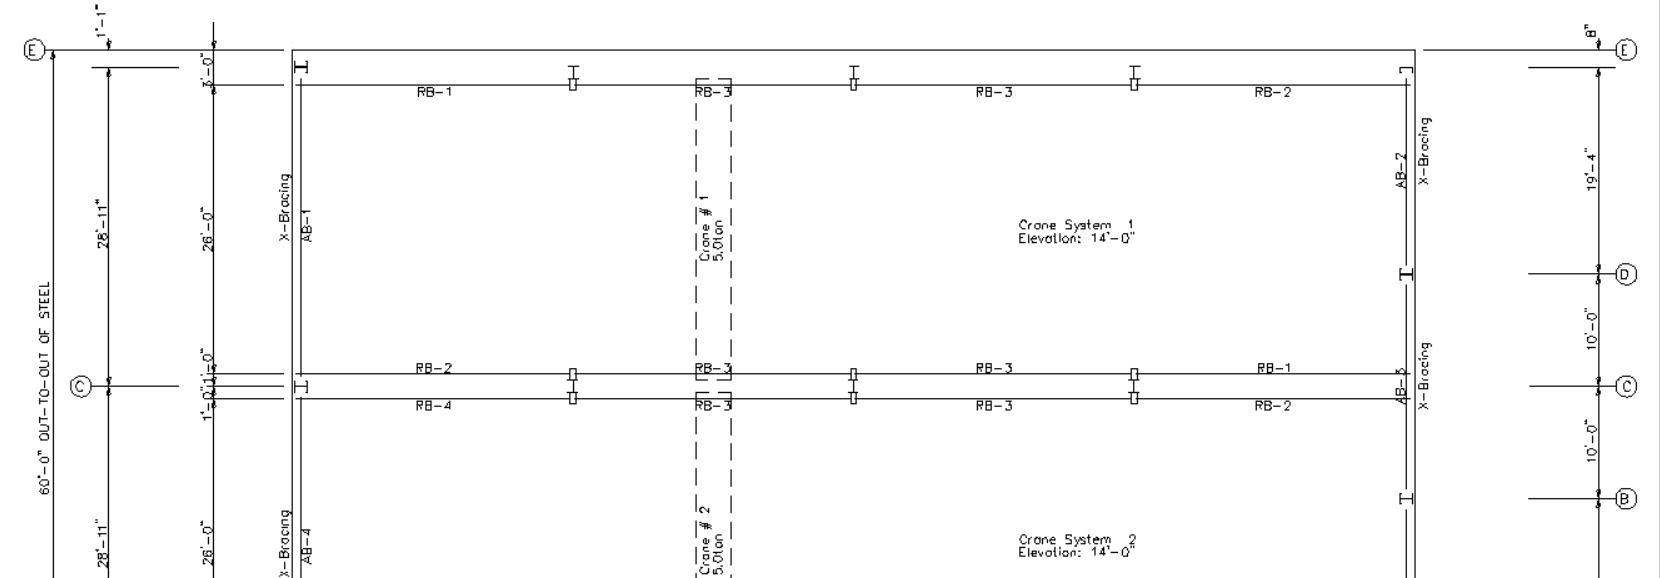 1'-1"
8"
E
E
3'-0"
RB-1
RB-3
RB-3
RB-2
X-Bracing
AB-2
19'-4"
28'-11"
26'-0"
X-Bracing
AB-1
Crane # 1
5.0ton
Crane System 1
Elevation: 14'-0"
D
60'-0" OUT-TO-OUT OF STEEL
10'-0"
1'-0"
RB-2
RB-3
RB-3
RB-1
X-Bracing
AB-3
C
C
1'-0"
RB-4
RB-3
RB-3
RB-2
10'-0"
B
28'-11"
26'-0"
X-Bracing
AB-4
Crane # 2
5.0ton
Crane System 2
Elevation: 14'-0"